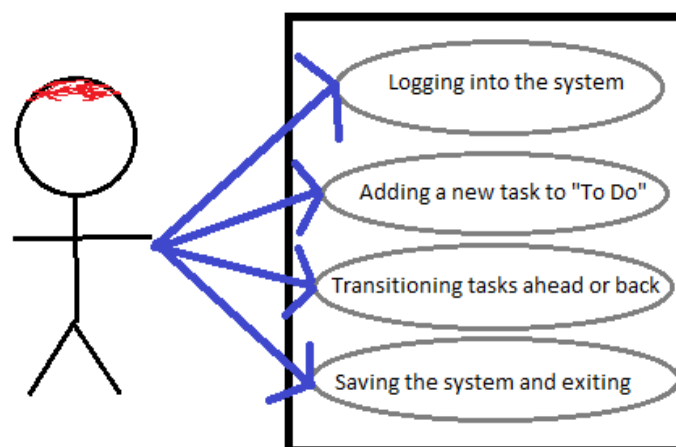 Logging into the system
Adding a new task to "To Do"
Transitioning tasks ahead or back
Saving the system and exiting